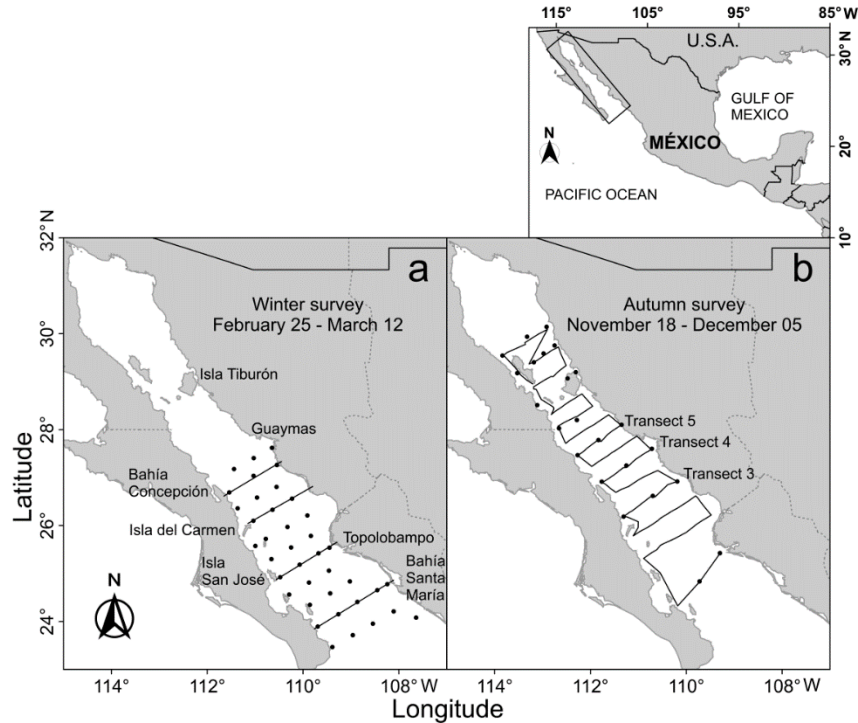 115° 105° 95° 85° W
U.S.A.
30°N
GULF OF
MEXICO
N
MÉXICO
20°
PACIFIC OCEAN
10°
32°N
a
Winter survey
February 25 - March 12
b
Autumn survey
November 18 - December 05
30°
Isla Tiburón
Guaymas
28°
Transect 5
Transect 4
Transect 3
Bahía
Concepción
Isla del Carmen
26°
Topolobampo
Isla
San José
Bahía
Santa
María
N
24°
Latitude
114° 112° 110° 108° W
114° 112° 110° 108° W
Longitude